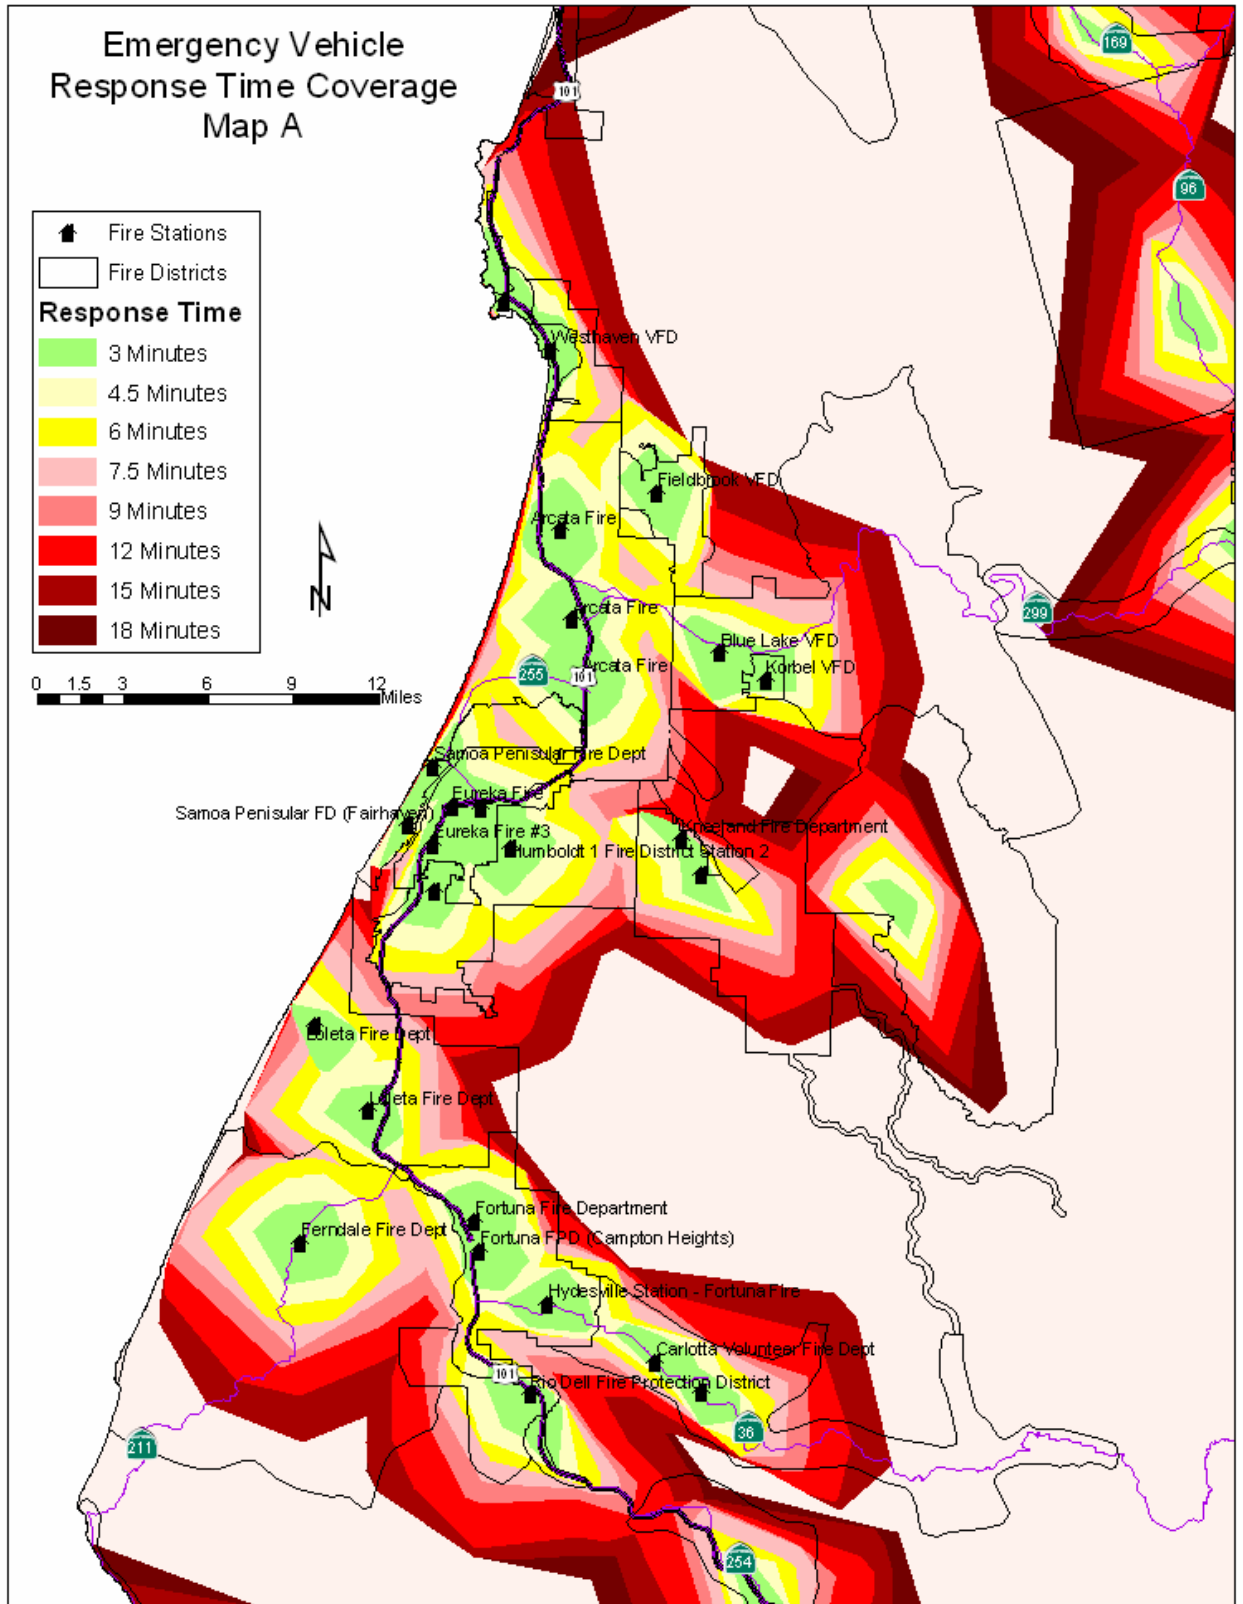 Emergency Vehicle
Response Time Coverage
Map A
Fire Stations
Fire Districts
Response Time
3 Minutes
4.5 Minutes
6 Minutes
7.5 Minutes
9 Minutes
12 Minutes
15 Minutes
18 Minutes
N
0 1.5 3 6 9 12
Miles
169
101
96
Westhaven VFD
Fieldbrook VFD
Arcata Fire
299
Arcata Fire
Blue Lake VFD
Arcata Fire
Korbel VFD
255
101
Samoa Penisular Fire Dept
Eureka Fire
Samoa Penisular FD (Fairhaven)
Eureka Fire #3
Kneeland Fire Department
Humboldt 1 Fire District Station 2
Loleta Fire Dept
Loleta Fire Dept
Fortuna Fire Department
Ferndale Fire Dept
Fortuna FPD (Campton Heights)
Hydesville Station - Fortuna Fire
Carlotta Volunteer Fire Dept
101
Rio Dell Fire Protection District
36
211
254